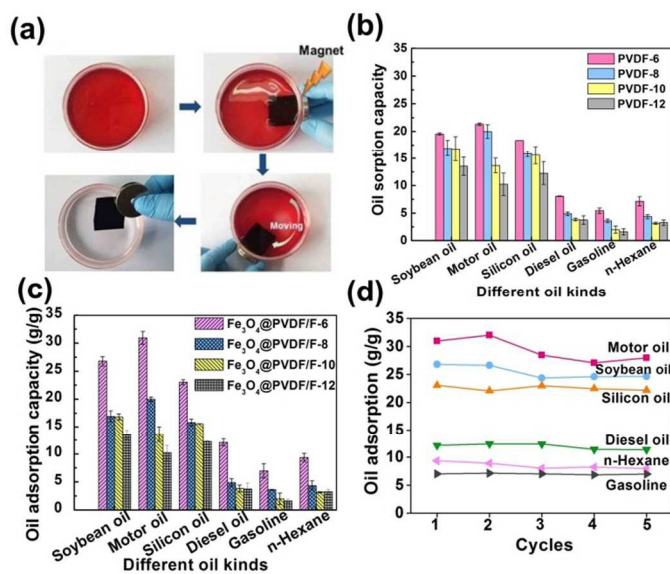 (a)
Magnet
Moving
(b)
Oil sorption capacity
35
30
25
20
15
10
5
0
PVDF-6
PVDF-8
PVDF-10
PVDF-12
Soybean oil
Motor oil
Silicon oil
Diesel oil
Gasoline
n-Hexane
Different oil kinds
(c)
Oil adsorption capacity (g/g)
35
30
25
20
15
10
5
0
Fe₃O₄@PVDF/F-6
Fe₃O₄@PVDF/F-8
Fe₃O₄@PVDF/F-10
Fe₃O₄@PVDF/F-12
Soybean oil
Motor oil
Silicon oil
Diesel oil
Gasoline
n-Hexane
Different oil kinds
(d)
Oil adsorption (g/g)
35
30
25
20
15
10
5
0
Motor oil
Soybean oil
Silicon oil
Diesel oil
n-Hexane
Gasoline
1 2 3 4 5
Cycles